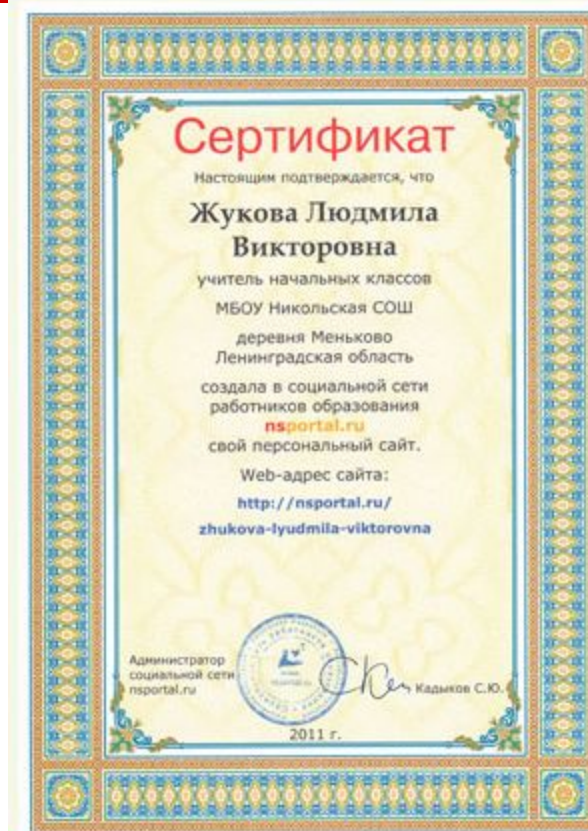 Сертификат
Настоящим подтверждается, что
Жукова Людмила
Викторовна
учитель начальных классов
МБОУ Никольская СОШ
деревня Меньково
Ленинградская область
создала в социальной сети
работников образования
nsportal.ru
свой персональный сайт.
Web-адрес сайта:
http://nsportal.ru/
zhukova-lyudmila-viktorovna
Администратор
социальной сети
nsportal.ru
Кадыков С.Ю.
2011 г.